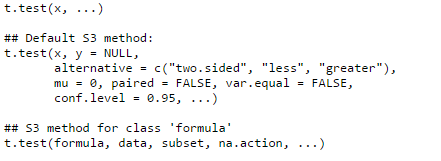 t.test(x, ...)
## Default S3 method:
t.test(x, y = NULL,
       alternative = c("two.sided", "less", "greater"),
       mu = 0, paired = FALSE, var.equal = FALSE,
       conf.level = 0.95, ...)
## S3 method for class 'formula'
t.test(formula, data, subset, na.action, ...)